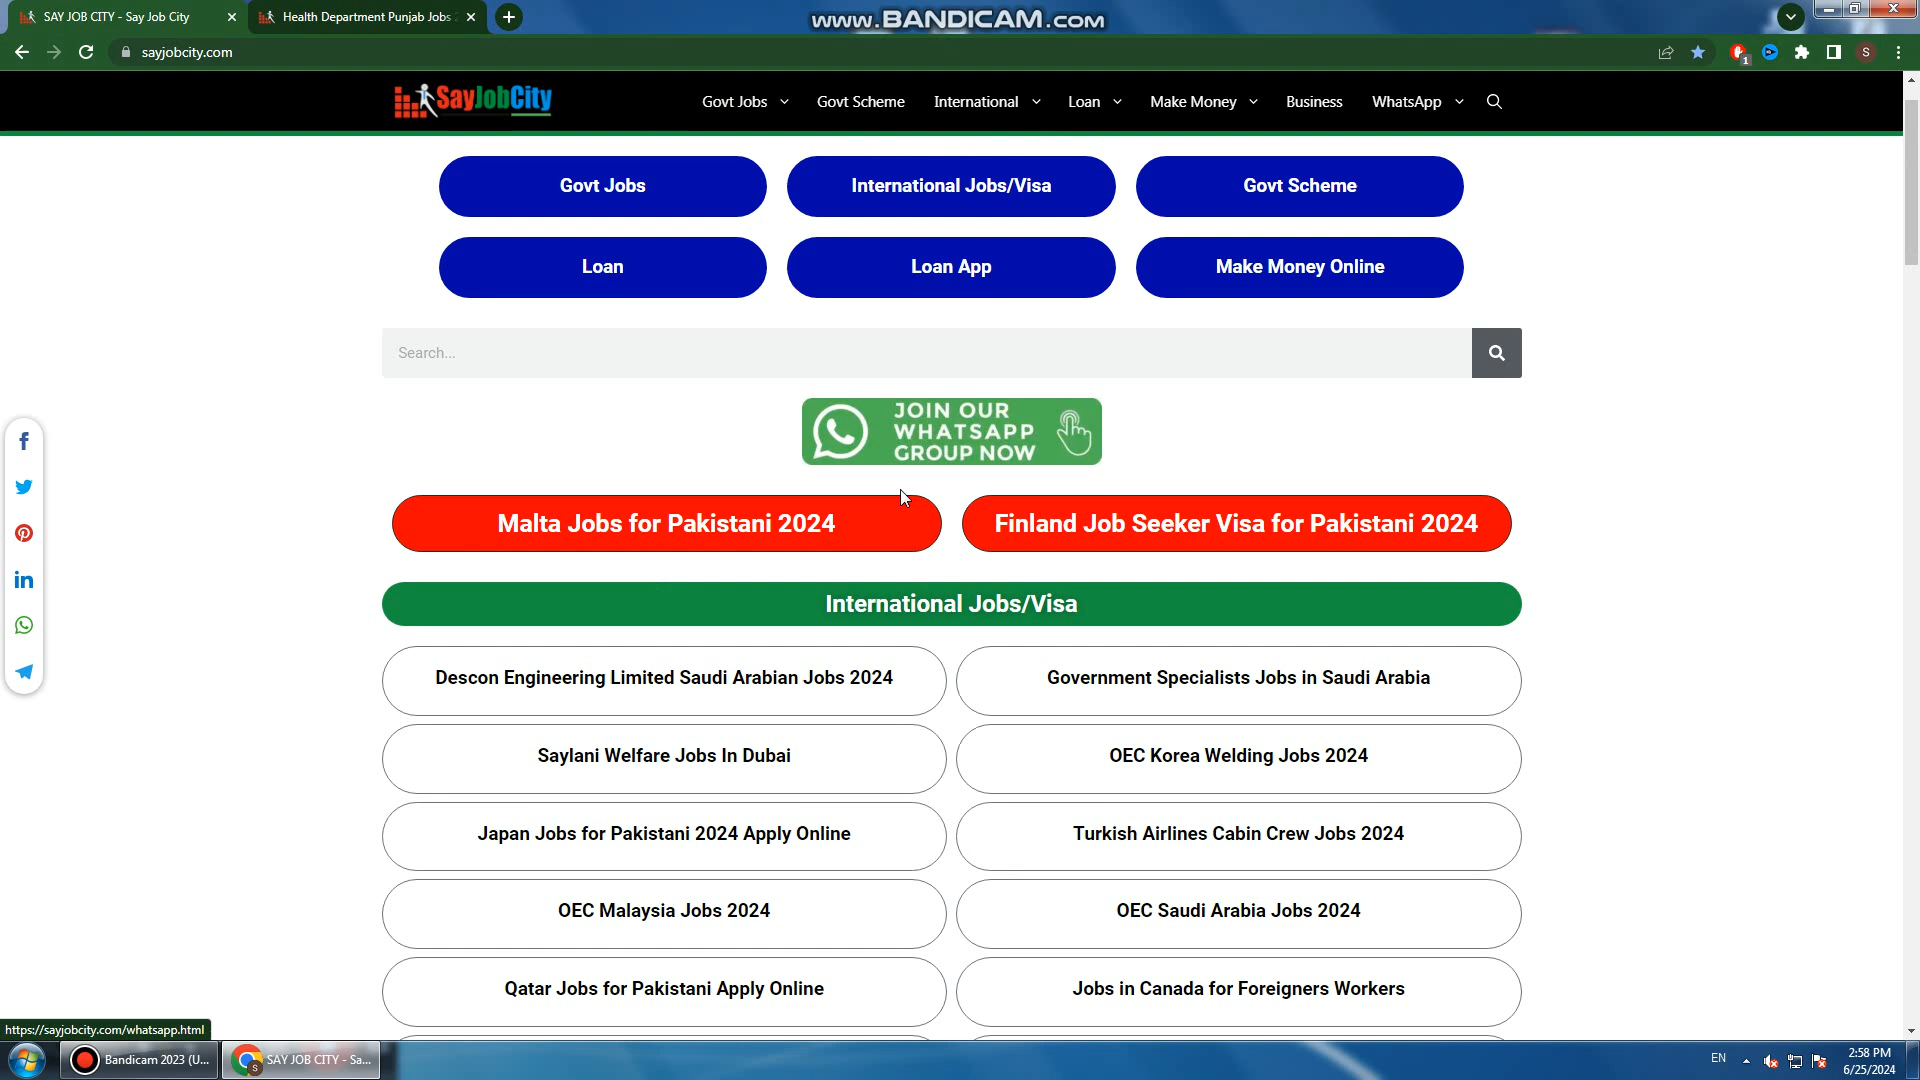 SAY JOB CITY - Say Job City
Health Department Punjab Jobs
www.BANDICAM.com
sayjobcity.com
1
S
SayJobCity
Govt Jobs
Govt Scheme
International
Loan
Make Money
Business
WhatsApp
Govt Jobs
International Jobs/Visa
Govt Scheme
Loan
Loan App
Make Money Online
Search...
JOIN OUR
WHATSAPP
GROUP NOW
Malta Jobs for Pakistani 2024
Finland Job Seeker Visa for Pakistani 2024
International Jobs/Visa
Descon Engineering Limited Saudi Arabian Jobs 2024
Government Specialists Jobs in Saudi Arabia
Saylani Welfare Jobs In Dubai
OEC Korea Welding Jobs 2024
Japan Jobs for Pakistani 2024 Apply Online
Turkish Airlines Cabin Crew Jobs 2024
OEC Malaysia Jobs 2024
OEC Saudi Arabia Jobs 2024
Qatar Jobs for Pakistani Apply Online
Jobs in Canada for Foreigners Workers
https://sayjobcity.com/whatsapp.html
Bandicam 2023 (U...
S
SAY JOB CITY - Sa...
EN
2:58 PM
6/25/2024